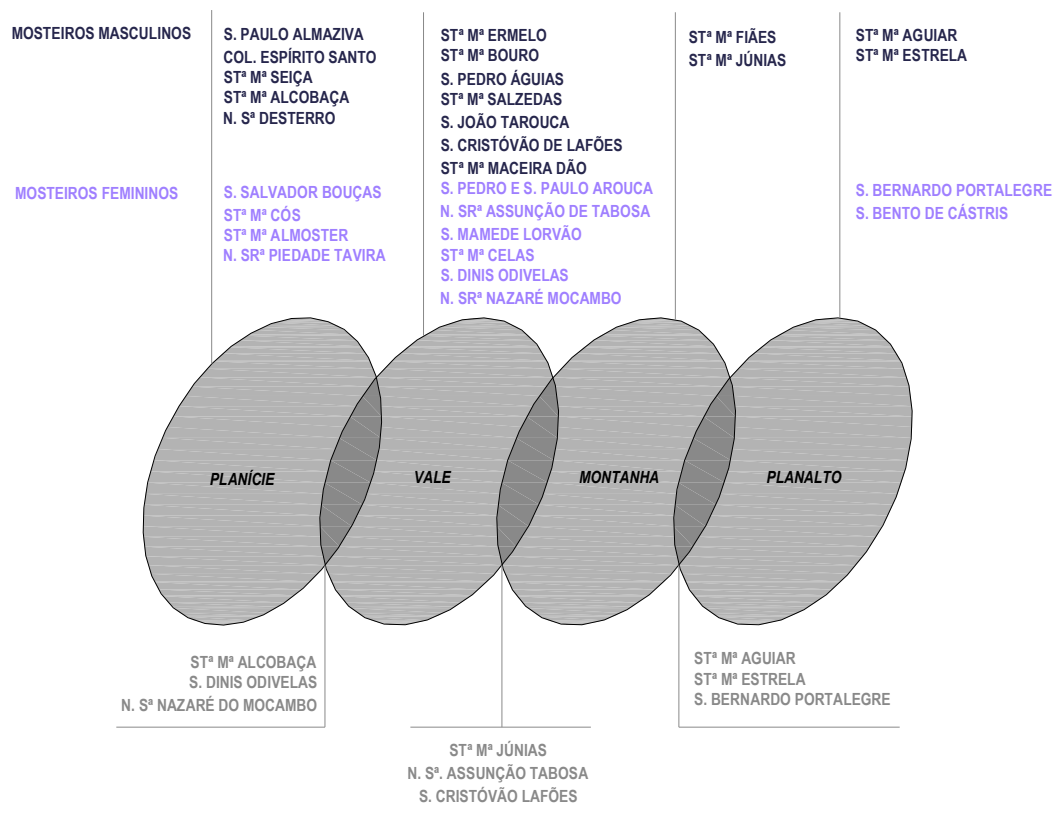 MOSTEIROS MASCULINOS
S. PAULO ALMAZIVA
COL. ESPÍRITO SANTO
STª Mª SEIÇA
STª Mª ALCOBAÇA
N. Sª DESTERRO
STª Mª ERMELO
STª Mª BOURO
S. PEDRO ÁGUIAS
STª Mª SALZEDAS
S. JOÃO TAROUCA
S. CRISTÓVÃO DE LAFÕES
STª Mª MACEIRA DÃO
STª Mª FIÃES
STª Mª JÚNIAS
STª Mª AGUIAR
STª Mª ESTRELA
MOSTEIROS FEMININOS
S. SALVADOR BOUÇAS
STª Mª CÓS
STª Mª ALMOSTER
N. SRª PIEDADE TAVIRA
S. PEDRO E S. PAULO AROUCA
N. SRª ASSUNÇÃO DE TABOSA
S. MAMEDE LORVÃO
STª Mª CELAS
S. DINIS ODIVELAS
N. SRª NAZARÉ MOCAMBO
S. BERNARDO PORTALEGRE
S. BENTO DE CÁSTRIS
PLANÍCIE
VALE
MONTANHA
PLANALTO
STª Mª ALCOBAÇA
S. DINIS ODIVELAS
N. Sª NAZARÉ DO MOCAMBO
STª Mª AGUIAR
STª Mª ESTRELA
S. BERNARDO PORTALEGRE
STª Mª JÚNIAS
N. Sª. ASSUNÇÃO TABOSA
S. CRISTÓVÃO LAFÕES